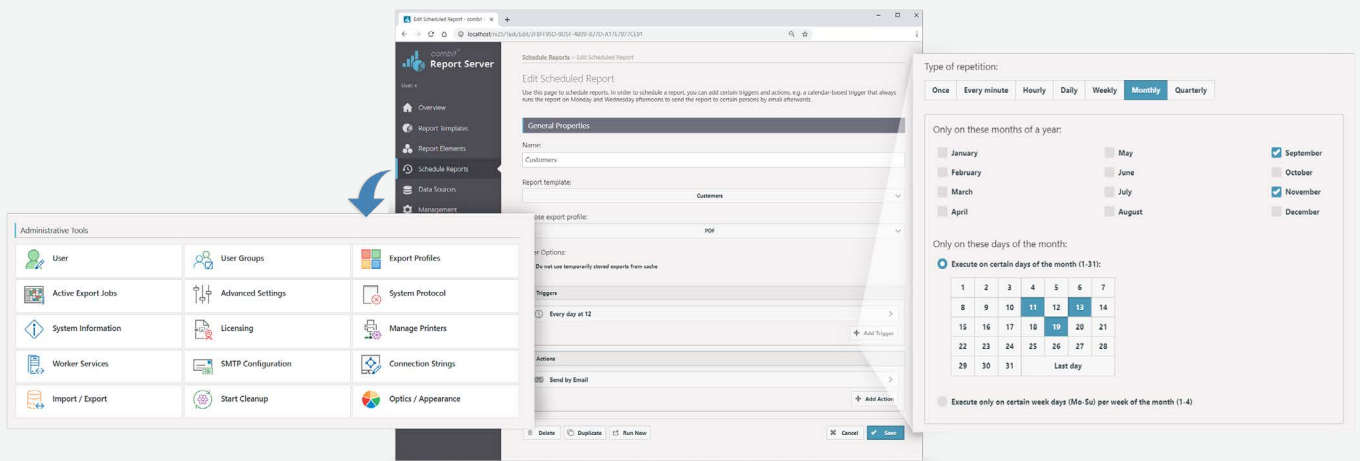 Edit Scheduled Report - combit -
localhost/rs25/Task/Edit/
combit
Report Server
User:
Overview
Report Templates
Report Elements
Schedule Reports
Data Sources
Management
Schedule Reports > Edit Scheduled Report
Edit Scheduled Report
Use this page to schedule reports. In order to schedule a report, you can add certain triggers and actions, e.g. a calendar-based trigger that always
runs the report on Monday and Wednesday afternoons to send the report to certain persons by email afterwards.
General Properties
Name:
Customers
Report template:
Customers
ose export profile:
PDF
er Options:
Do not use temporarily stored exports from cache
Triggers
Every day at 12
Add Trigger
Actions
Send by Email
Add Action
Delete Duplicate Run Now Cancel Save
Administrative Tools
User User Groups Export Profiles
Active Export Jobs Advanced Settings System Protocol
System Information Licensing Manage Printers
Worker Services SMTP Configuration Connection Strings
Import / Export Start Cleanup Optics / Appearance
Type of repetition:
Once Every minute Hourly Daily Weekly Monthly Quarterly
Only on these months of a year:
January May September
February June October
March July November
April August December
Only on these days of the month:
Execute on certain days of the month (1-31):
1 2 3 4 5 6 7
8 9 10 11 12 13 14
15 16 17 18 19 20 21
22 23 24 25 26 27 28
29 30 31 Last day
Execute only on certain week days (Mo-Su) per week of the month (1-4)